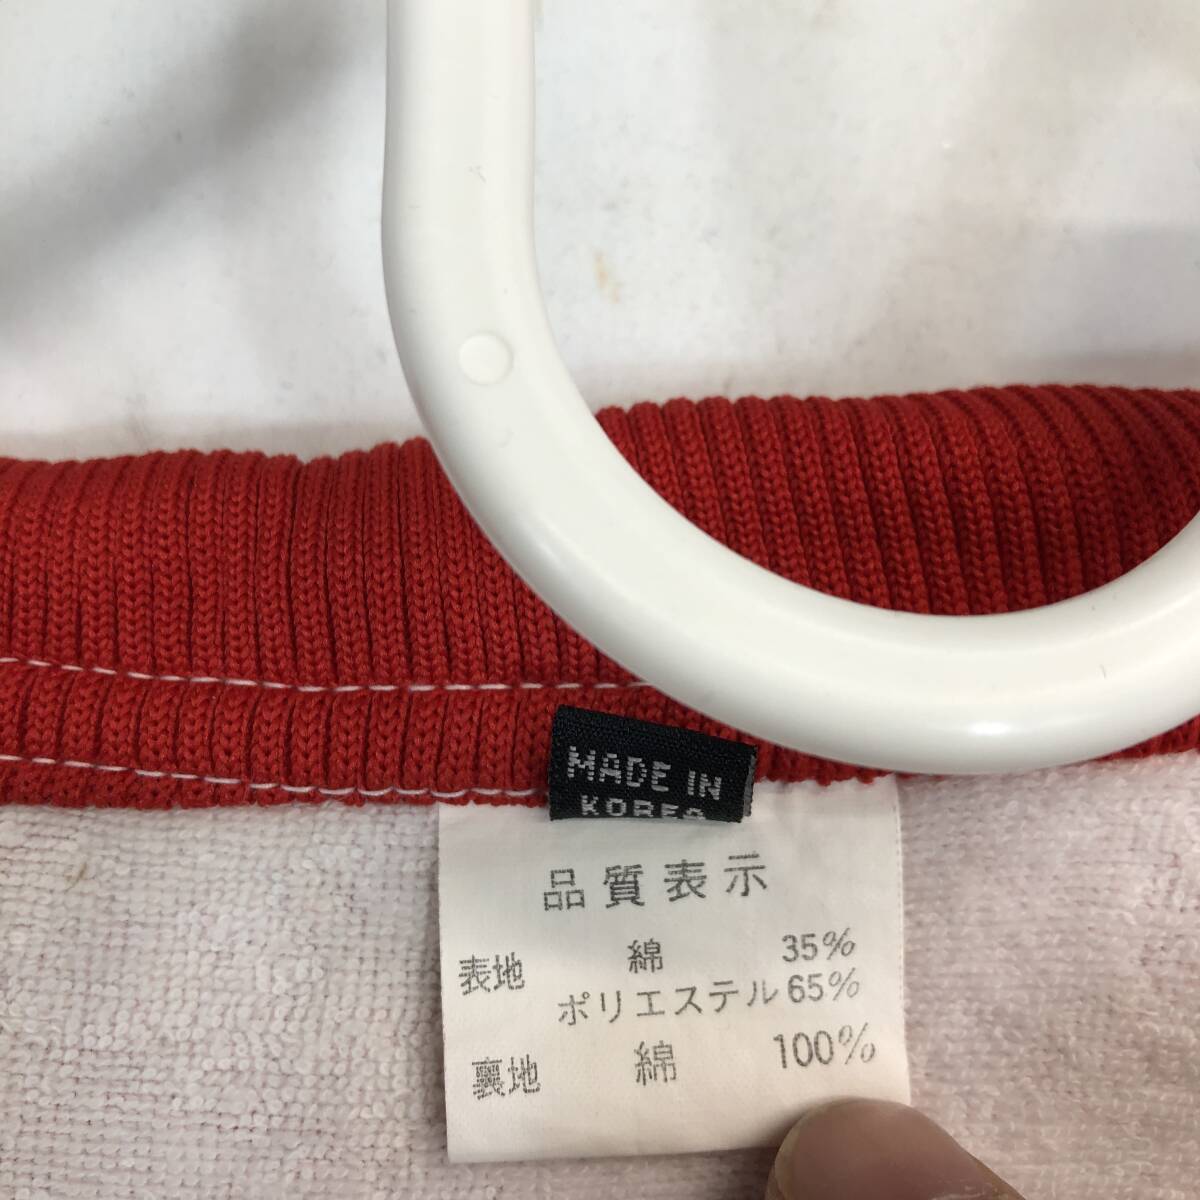 MADE IN
KOREA
品質表示
表地 綿 35%
ポリエステル 65%
裏地 綿 100%